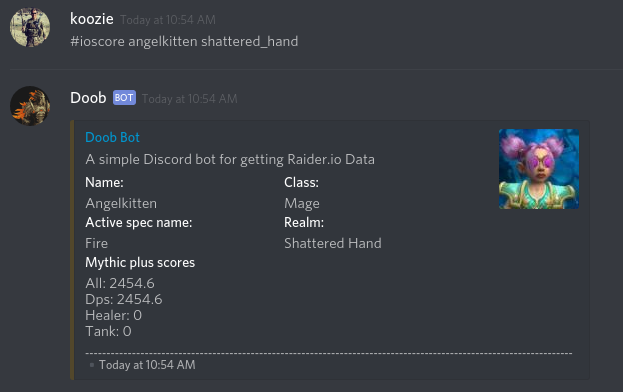 koozie Today at 10:54 AM
#ioscore angelkitten shattered_hand
Doob BOT Today at 10:54 AM
Doob Bot
A simple Discord bot for getting Raider.io Data
Name: Class:
Angelkitten Mage
Active spec name: Realm:
Fire Shattered Hand
Mythic plus scores
All: 2454.6
Dps: 2454.6
Healer: 0
Tank: 0
Today at 10:54 AM